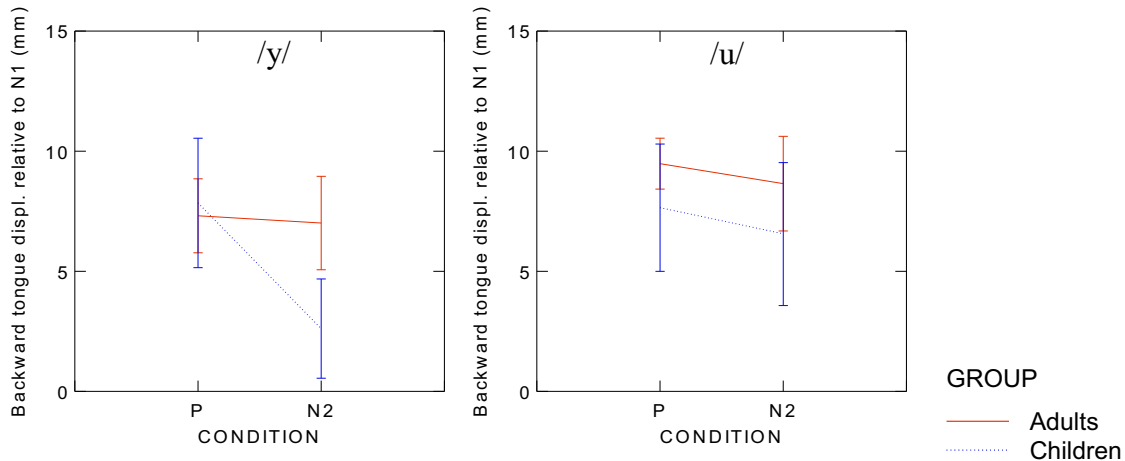 /y/
Backward tongue displ. relative to N1 (mm)
15
10
5
0
P N2
CONDITION
/u/
Backward tongue displ. relative to N1 (mm)
15
10
5
0
P N2
CONDITION
GROUP
Adults
Children